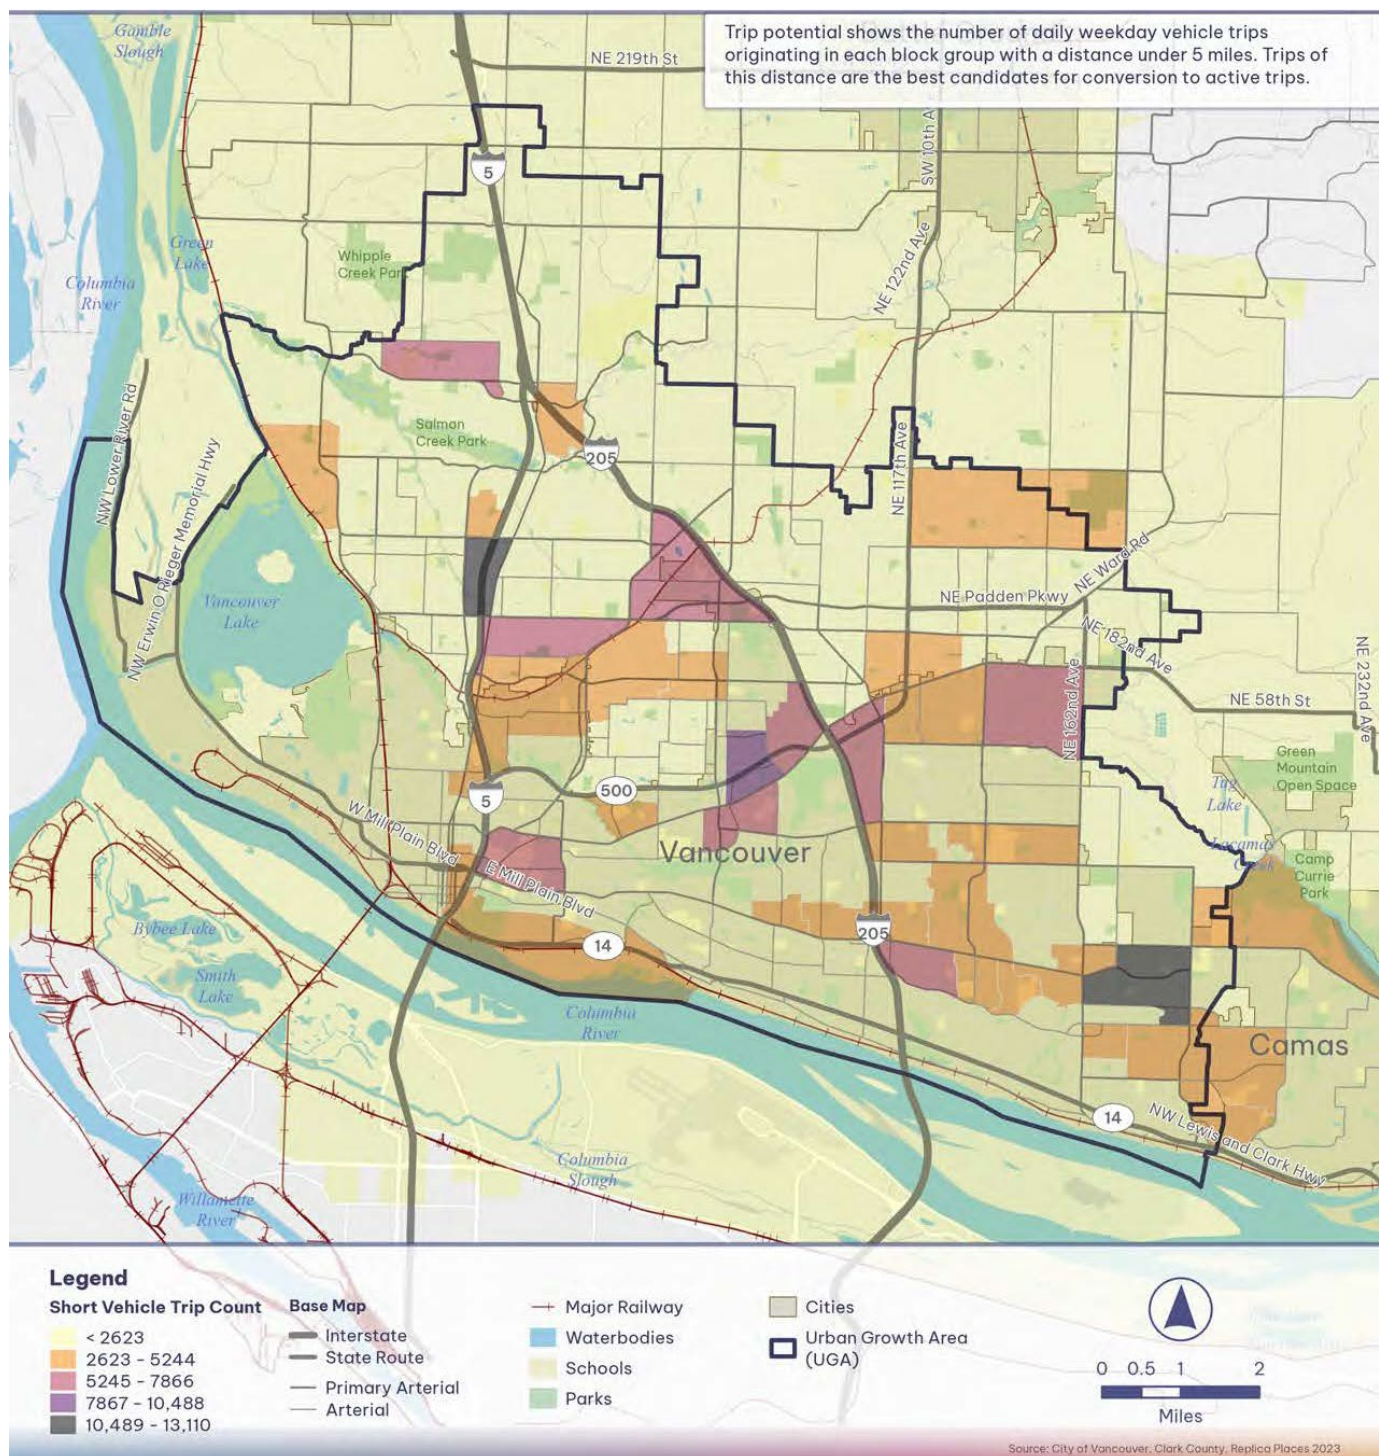 Trip potential shows the number of daily weekday vehicle trips
originating in each block group with a distance under 5 miles. Trips of
this distance are the best candidates for conversion to active trips.
Gamble
Slough
NE 219th St
SW 10th A
5
Green
Lake
Whipple
Creek Park
Columbia
River
NE 122nd Ave
NW Lower River Rd
Salmon
Creek Park
205
NE 117th Ave
NW Erwin O Rieger Memorial Hwy
Vancouver
Lake
NE Padden Pkwy
NE Ward Rd
NE 182nd Ave
NE 162nd Ave
NE 232nd Ave
NE 58th St
Green
Mountain
Open Space
Tug
Lake
500
5
W Mill Plain Blvd
E Mill Plain Blvd
Vancouver
Lacamas
Creek
Camp
Currie
Park
205
Bybee Lake
14
Smith
Lake
Columbia
River
Camas
14
NW Lewis and Clark Hwy
Columbia
Slough
Willamette
River
Legend
Short Vehicle Trip Count
< 2623
2623 - 5244
5245 - 7866
7867 - 10,488
10,489 - 13,110
Base Map
Interstate
State Route
Primary Arterial
Arterial
Major Railway
Waterbodies
Schools
Parks
Cities
Urban Growth Area
(UGA)
0 0.5 1 2
Miles
Source: City of Vancouver, Clark County, Replica Places 2023